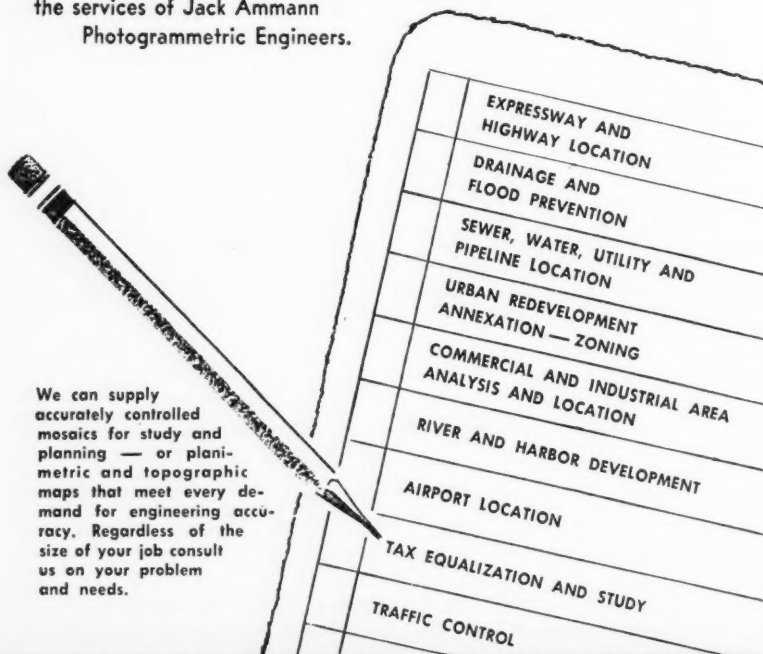 the services of Jack Ammann
Photogrammetric Engineers.
EXPRESSWAY AND
HIGHWAY LOCATION
DRAINAGE AND
FLOOD PREVENTION
SEWER, WATER, UTILITY AND
PIPELINE LOCATION
URBAN REDEVELOPMENT
ANNEXATION — ZONING
COMMERCIAL AND INDUSTRIAL AREA
ANALYSIS AND LOCATION
RIVER AND HARBOR DEVELOPMENT
AIRPORT LOCATION
TAX EQUALIZATION AND STUDY
TRAFFIC CONTROL
We can supply
accurately controlled
mosaics for study and
planning — or plani-
metric and topographic
maps that meet every de-
mand for engineering accu-
racy. Regardless of the
size of your job consult
us on your problem
and needs.